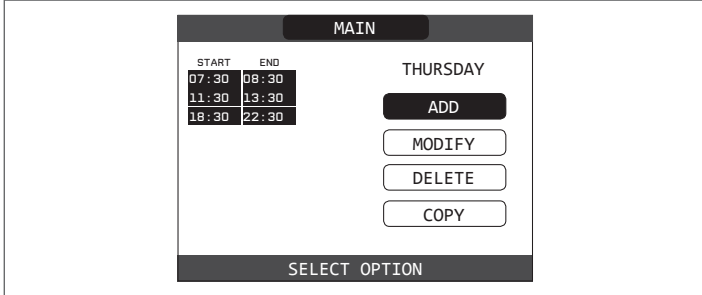 MAIN
START END
07:30 08:30
11:30 13:30
18:30 22:30
THURSDAY
ADD
MODIFY
DELETE
COPY
SELECT OPTION